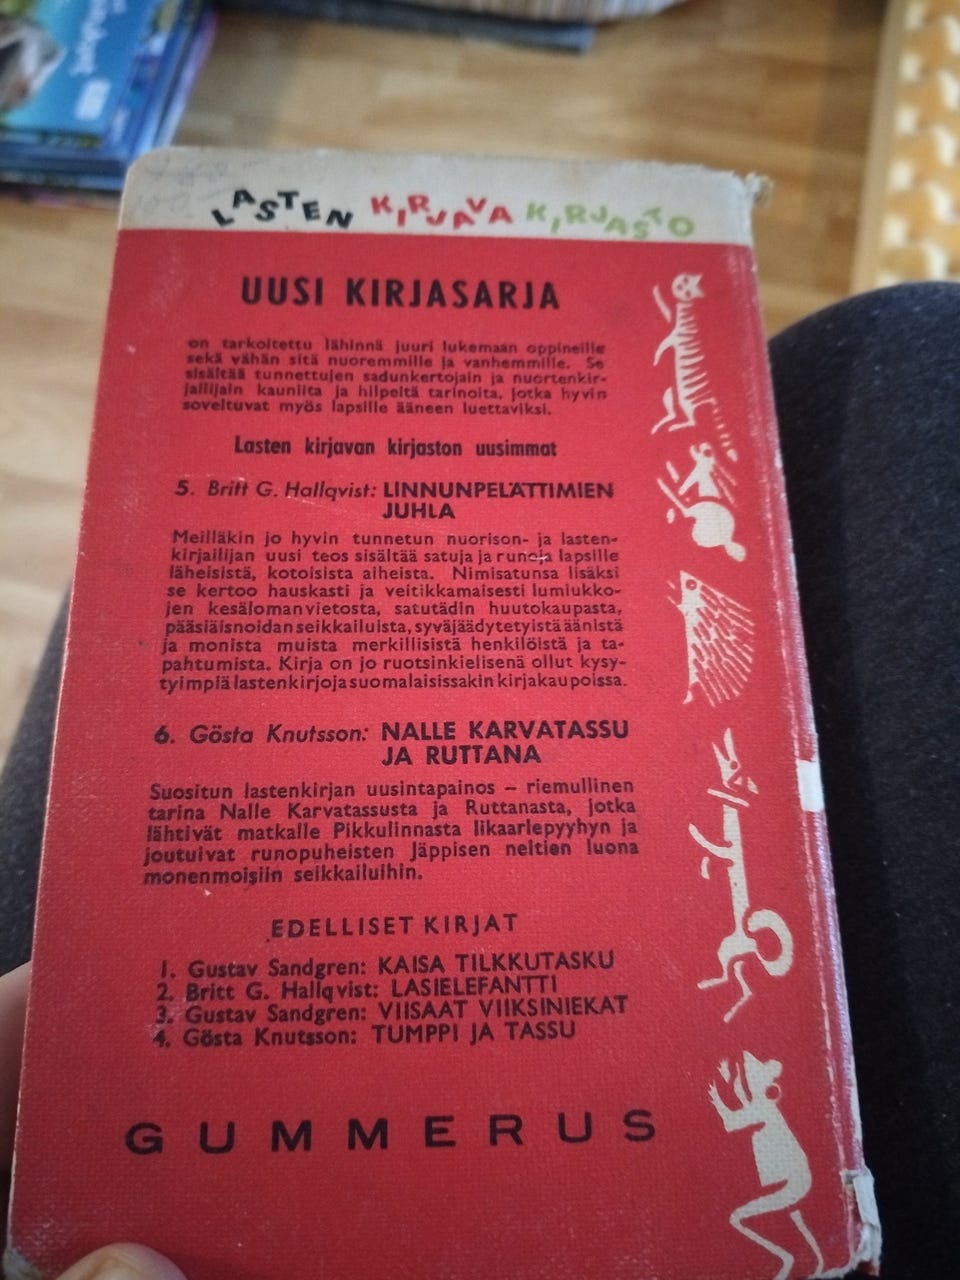 LASTEN KIRJAVA KIRJASTO
UUSI KIRJASARJA
on tarkoitettu lähinnä juuri lukemaan oppineille
sekä vähän sitä nuoremmille ja vanhemmille. Se
sisältää tunnettujen sadunkertojain ja nuortenkir-
jailijain kauniita ja hilpeitä tarinoita, jotka hyvin
soveltuvat myös lapsille ääneen luettaviksi.
Lasten kirjavan kirjaston uusimmat
5. Britt G. Hallqvist: LINNUNPELÄTTIMIEN
JUHLA
Meilläkin jo hyvin tunnetun nuorison- ja lasten-
kirjailijan uusi teos sisältää satuja ja runoja lapsille
läheisistä, kotoisista aiheista. Nimisatunsa lisäksi
se kertoo hauskasti ja veitikkamaisesti lumiukko-
jen kesälomanvietosta, satutädin huutokaupasta,
pääsiäisnoidan seikkailuista, syväjäädytetyistä äänistä
ja monista muista merkillisistä henkilöistä ja ta-
pahtumista. Kirja on jo ruotsinkielisenä ollut kysy-
tyimpiä lastenkirjoja suomalaisissakin kirjakaupoissa.
6. Gösta Knutsson: NALLE KARVATASSU
JA RUTTANA
Suositun lastenkirjan uusintapainos – riemullinen
tarina Nalle Karvatassusta ja Ruttanasta, jotka
lähtivät matkalle Pikkulinnasta Iikaarlepyyhyn ja
joutuivat runopuheisten Jäppisen neitien luona
monenmoisiin seikkailuihin.
EDELLISET KIRJAT
1. Gustav Sandgren: KAISA TILKKUTASKU
2. Britt G. Hallqvist: LASIELEFANTTI
3. Gustav Sandgren: VIISAAT VIIKSINIEKAT
4. Gösta Knutsson: TUMPPI JA TASSU
GUMMERUS